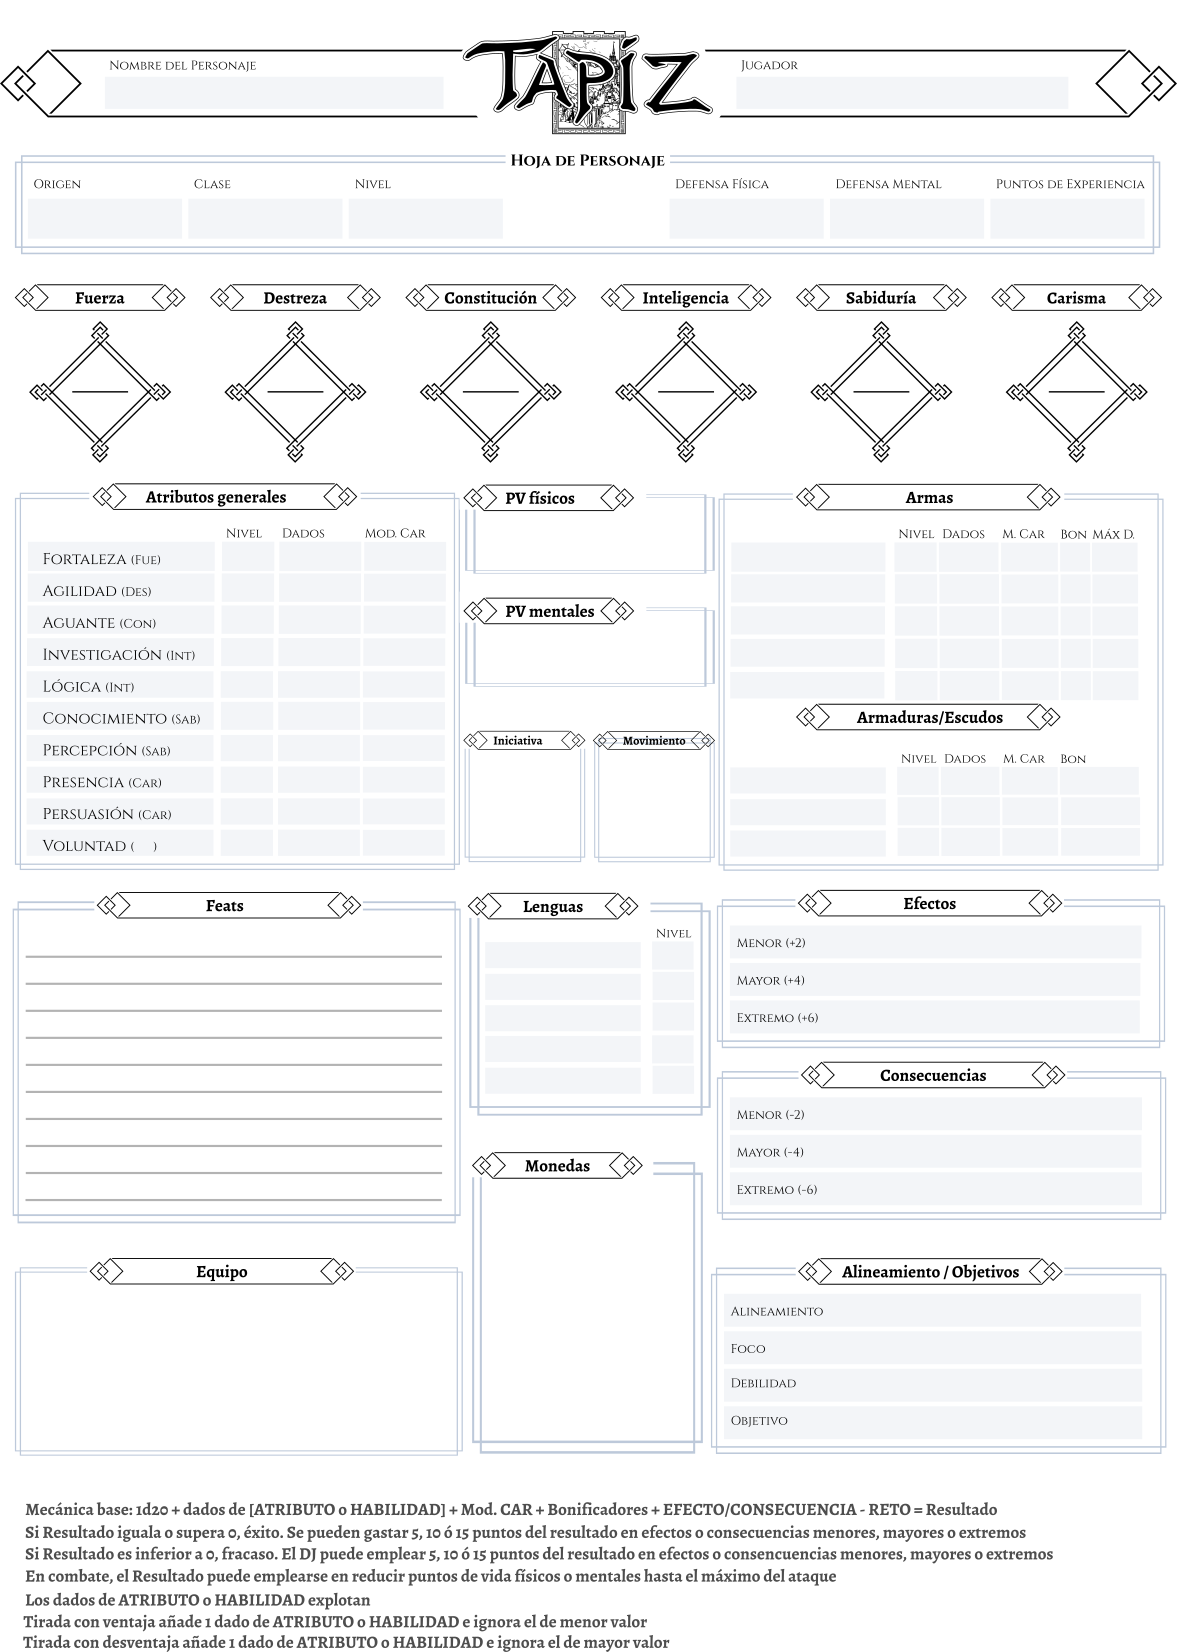 Nombre del Personaje
Tapíz
Jugador
Hoja de Personaje
Origen Clase Nivel Defensa Física Defensa Mental Puntos de Experiencia
Fuerza Destreza Constitución Inteligencia Sabiduría Carisma
Atributos generales
Nivel Dados Mod. Car
Fortaleza (Fue)
Agilidad (Des)
Aguante (Con)
Investigación (Int)
Lógica (Int)
Conocimiento (Sab)
Percepción (Sab)
Presencia (Car)
Persuasión (Car)
Voluntad ( )
PV físicos
PV mentales
Iniciativa Movimiento
Armas
Nivel Dados M. Car Bon Máx D.
Armaduras/Escudos
Nivel Dados M. Car Bon
Feats
Lenguas
Nivel
Efectos
Menor (+2)
Mayor (+4)
Extremo (+6)
Consecuencias
Menor (-2)
Mayor (-4)
Extremo (-6)
Monedas
Equipo
Alineamiento / Objetivos
Alineamiento
Foco
Debilidad
Objetivo
Mecánica base: 1d20 + dados de [ATRIBUTO o HABILIDAD] + Mod. CAR + Bonificadores + EFECTO/CONSECUENCIA - RETO = Resultado
Si Resultado iguala o supera 0, éxito. Se pueden gastar 5, 10 ó 15 puntos del resultado en efectos o consecuencias menores, mayores o extremos
Si Resultado es inferior a 0, fracaso. El DJ puede emplear 5, 10 ó 15 puntos del resultado en efectos o consencuencias menores, mayores o extremos
En combate, el Resultado puede emplearse en reducir puntos de vida físicos o mentales hasta el máximo del ataque
Los dados de ATRIBUTO o HABILIDAD explotan
Tirada con ventaja añade 1 dado de ATRIBUTO o HABILIDAD e ignora el de menor valor
Tirada con desventaja añade 1 dado de ATRIBUTO o HABILIDAD e ignora el de mayor valor